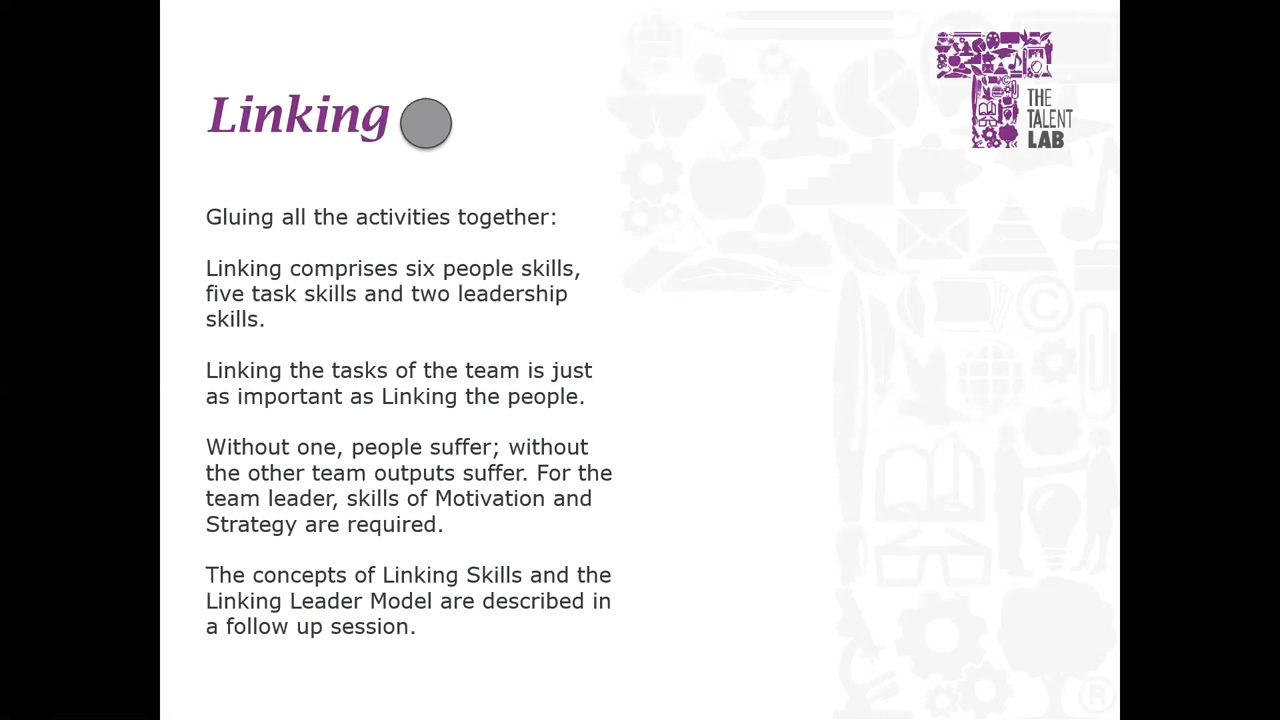 Linking
THE
TALENT
LAB
Gluing all the activities together:
Linking comprises six people skills,
five task skills and two leadership
skills.
Linking the tasks of the team is just
as important as Linking the people.
Without one, people suffer; without
the other team outputs suffer. For the
team leader, skills of Motivation and
Strategy are required.
The concepts of Linking Skills and the
Linking Leader Model are described in
a follow up session.